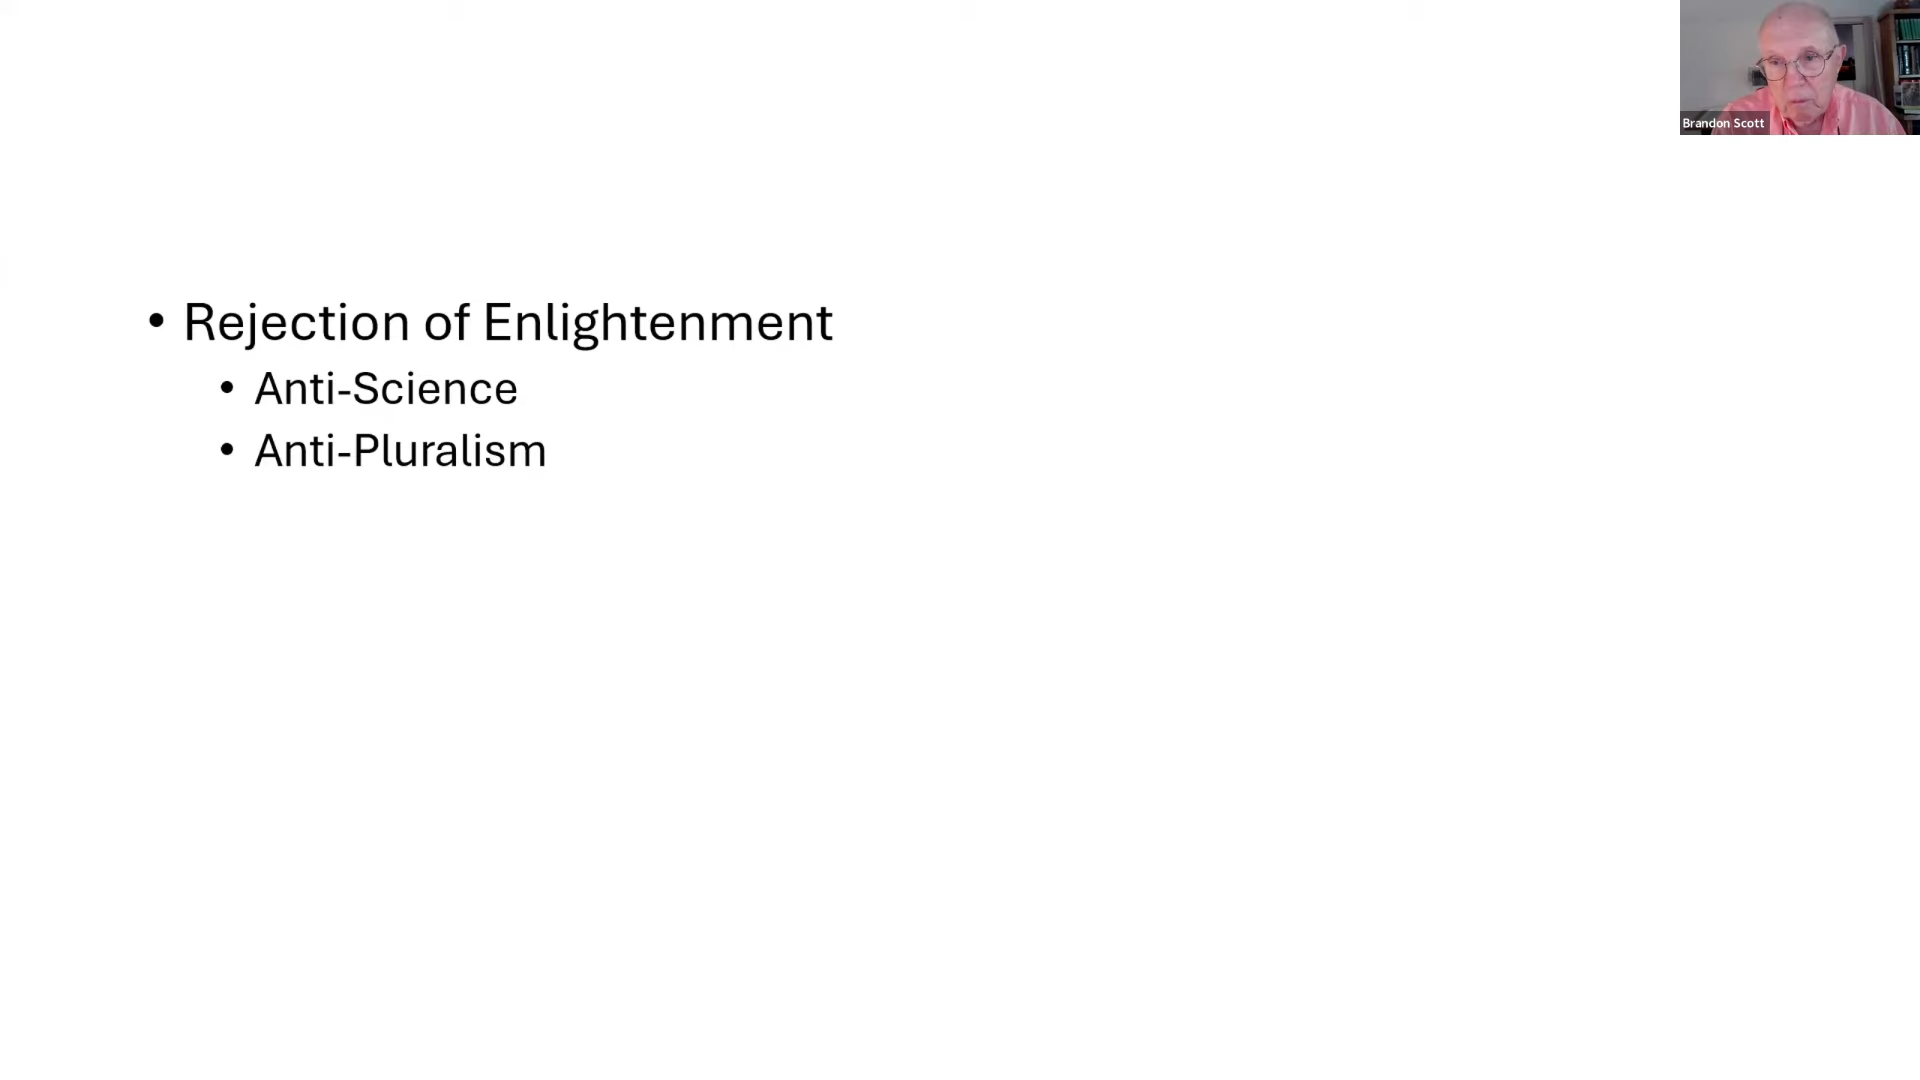 Brandon Scott
• Rejection of Enlightenment
• Anti-Science
• Anti-Pluralism